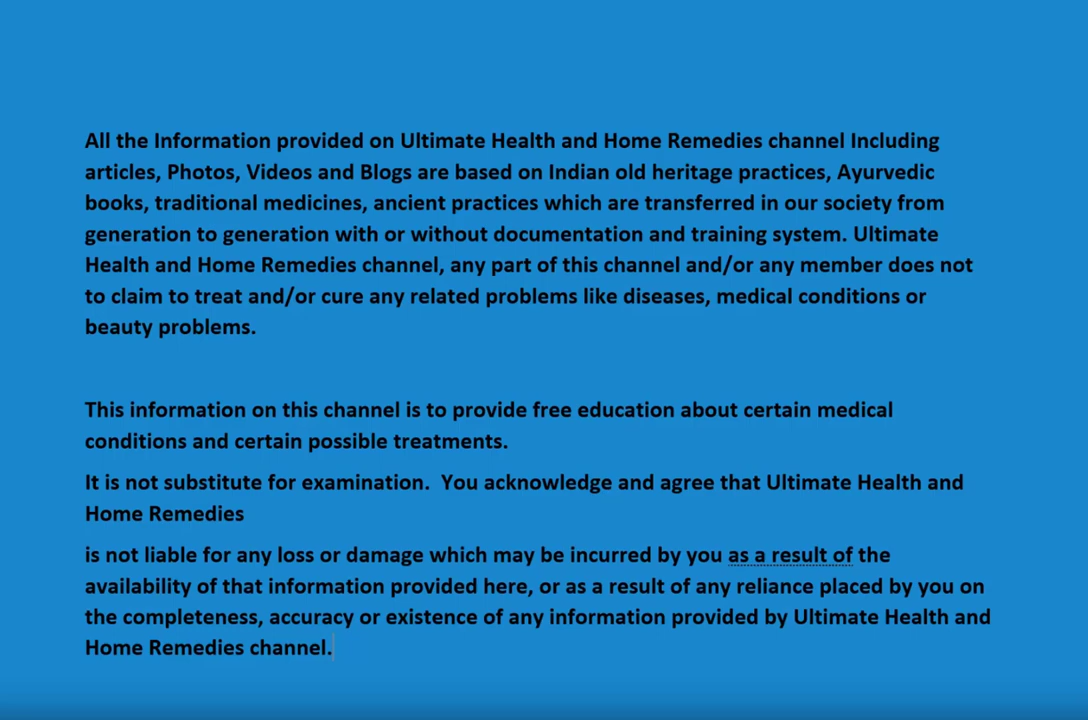 All the Information provided on Ultimate Health and Home Remedies channel Including
articles, Photos, Videos and Blogs are based on Indian old heritage practices, Ayurvedic
books, traditional medicines, ancient practices which are transferred in our society from
generation to generation with or without documentation and training system. Ultimate
Health and Home Remedies channel, any part of this channel and/or any member does not
to claim to treat and/or cure any related problems like diseases, medical conditions or
beauty problems.
This information on this channel is to provide free education about certain medical
conditions and certain possible treatments.
It is not substitute for examination.  You acknowledge and agree that Ultimate Health and
Home Remedies
is not liable for any loss or damage which may be incurred by you as a result of the
availability of that information provided here, or as a result of any reliance placed by you on
the completeness, accuracy or existence of any information provided by Ultimate Health and
Home Remedies channel.